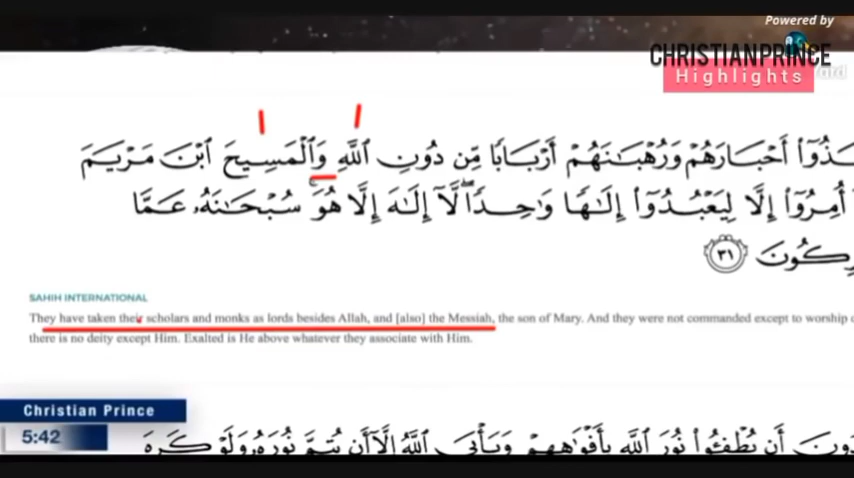 Powered by
CHRISTIANPRINCE
Highlights
أَحْبَارَهُمْ وَرُهْبَـٰنَهُمْ أَرْبَابًا مِّن دُونِ ٱللَّهِ وَٱلْمَسِيحَ ٱبْنَ مَرْيَمَ
أُمِرُوٓا۟ إِلَّا لِيَعْبُدُوٓا۟ إِلَـٰهًا وَٰحِدًا ۖ لَّآ إِلَـٰهَ إِلَّا هُوَ ۚ سُبْحَـٰنَهُۥ عَمَّا
٣١
SAHIH INTERNATIONAL
They have taken their scholars and monks as lords besides Allah, and [also] the Messiah, the son of Mary. And they were not commanded except to worship
there is no deity except Him. Exalted is He above whatever they associate with Him.
Christian Prince
5:42
أَن يُطْفِـُٔوا۟ نُورَ ٱللَّهِ بِأَفْوَٰهِهِمْ وَيَأْبَى ٱللَّهُ إِلَّآ أَن يُتِمَّ نُورَهُۥ وَلَوْ كَرِهَ